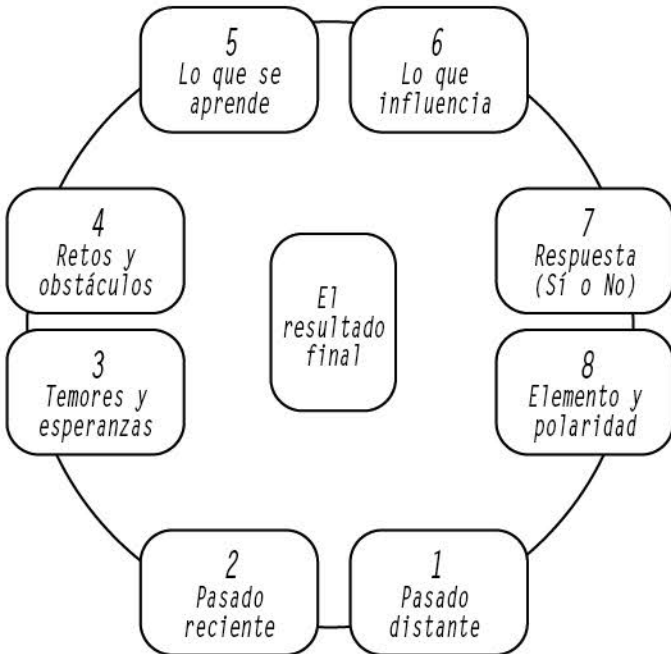 5
Lo que se
aprende
6
Lo que
influencia
4
Retos y
obstáculos
7
Respuesta
(Sí o No)
El
resultado
final
3
Temores y
esperanzas
8
Elemento y
polaridad
2
Pasado
reciente
1
Pasado
distante